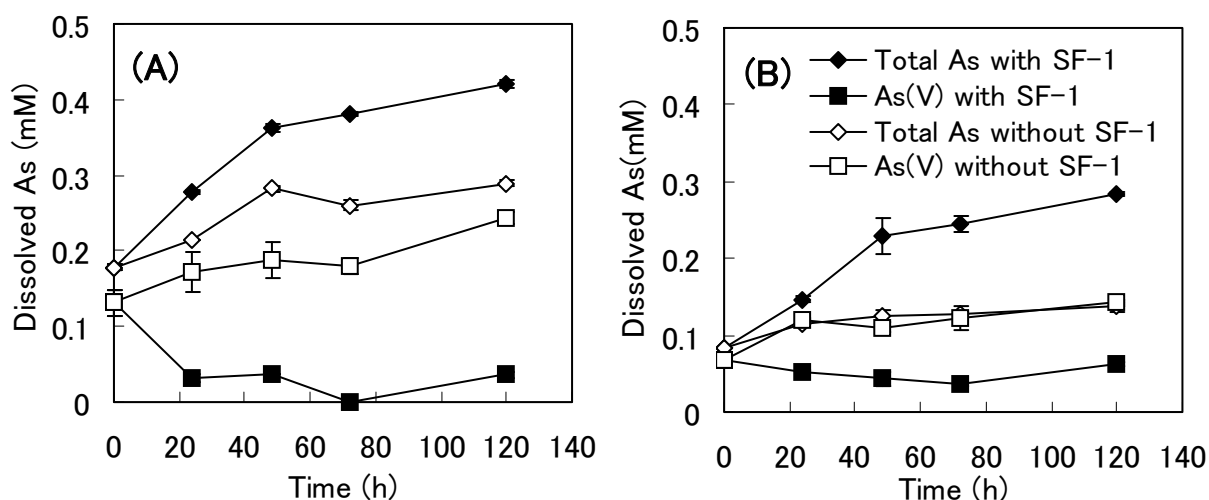 (A)
Dissolved As (mM)
0.5
0.4
0.3
0.2
0.1
0
0 20 40 60 80 100 120 140
Time (h)
(B)
Dissolved As(mM)
0.5
0.4
0.3
0.2
0.1
0
Total As with SF-1
As(V) with SF-1
Total As without SF-1
As(V) without SF-1
0 20 40 60 80 100 120 140
Time (h)